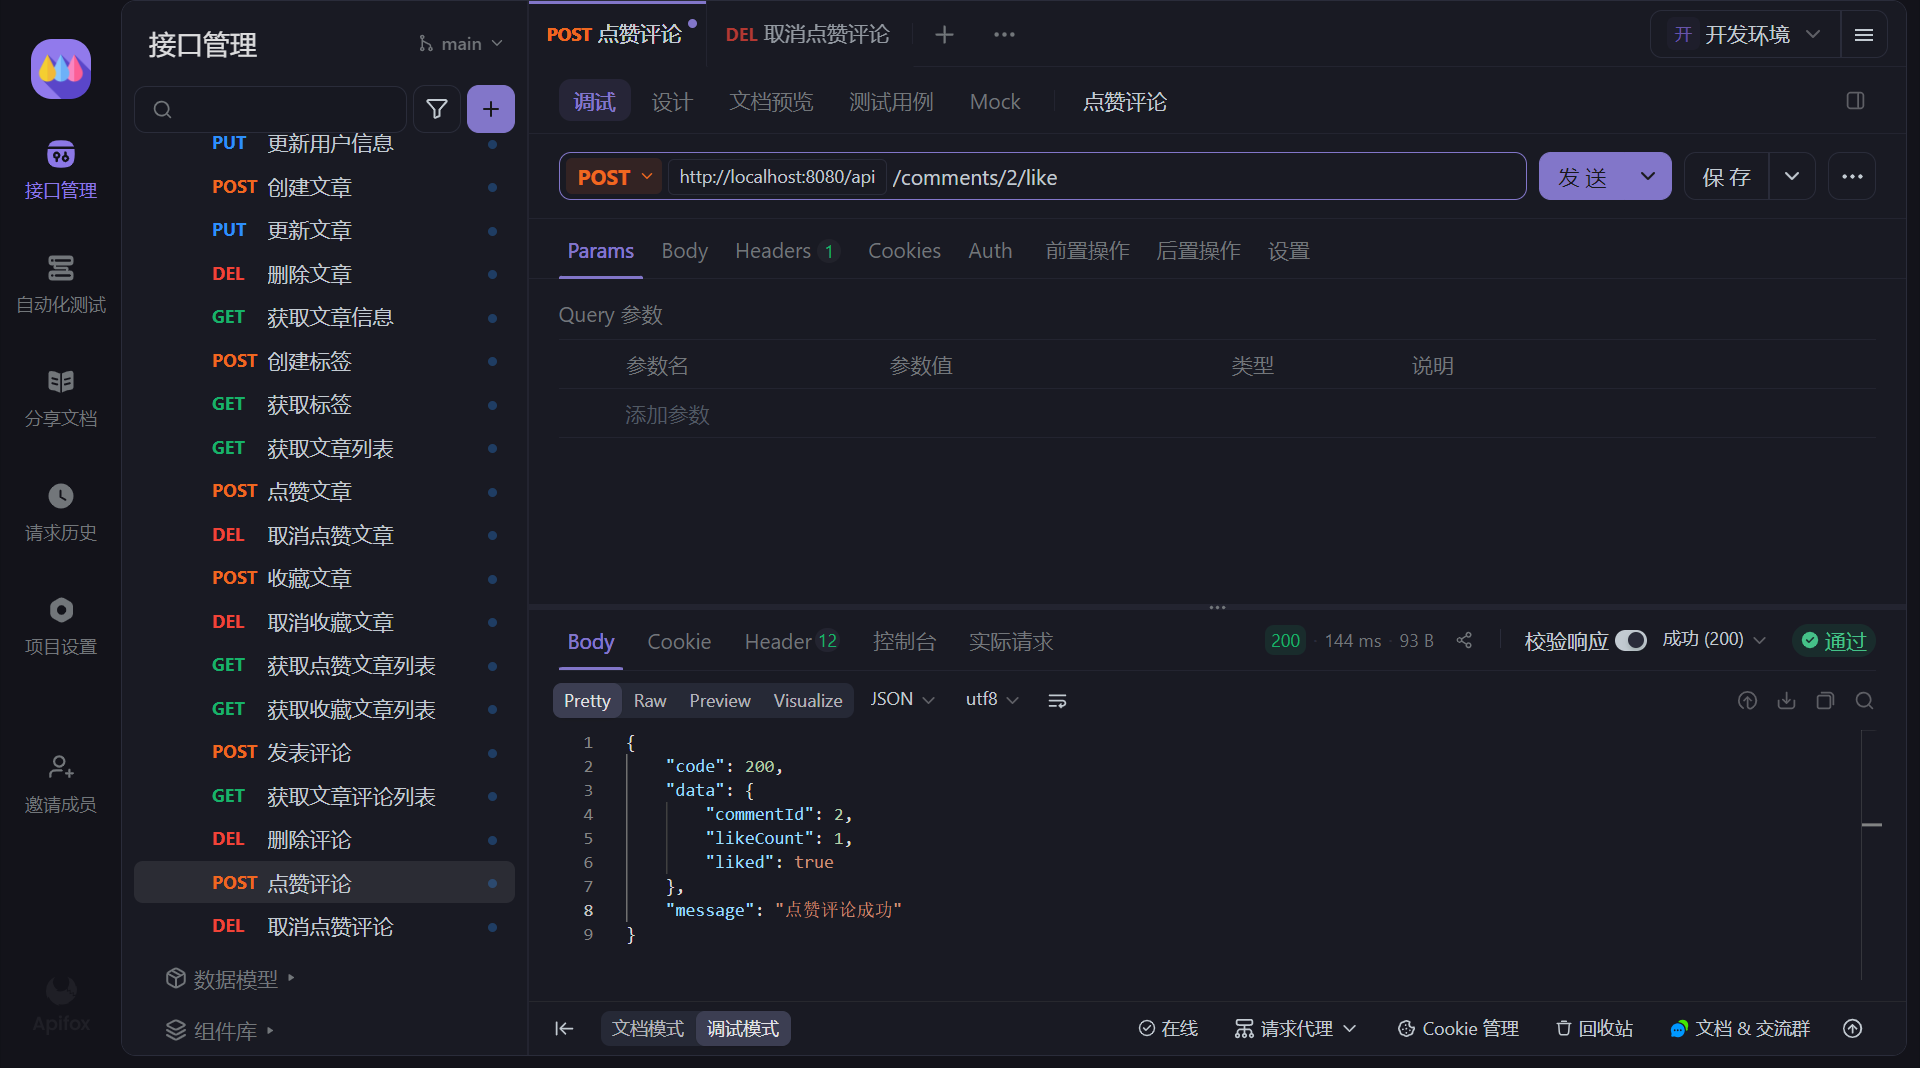 接口管理
自动化测试
分享文档
请求历史
项目设置
邀请成员
Apifox
接口管理
main
PUT 更新用户信息
POST 创建文章
PUT 更新文章
DEL 删除文章
GET 获取文章信息
POST 创建标签
GET 获取标签
GET 获取文章列表
POST 点赞文章
DEL 取消点赞文章
POST 收藏文章
DEL 取消收藏文章
GET 获取点赞文章列表
GET 获取收藏文章列表
POST 发表评论
GET 获取文章评论列表
DEL 删除评论
POST 点赞评论
DEL 取消点赞评论
数据模型
组件库
POST 点赞评论 DEL 取消点赞评论
开 开发环境
调试 设计 文档预览 测试用例 Mock 点赞评论
POST http://localhost:8080/api /comments/2/like
发 送 保 存
Params Body Headers 1 Cookies Auth 前置操作 后置操作 设置
Query 参数
参数名 参数值 类型 说明
添加参数
Body Cookie Header 12 控制台 实际请求
200 · 144 ms · 93 B 校验响应 成功 (200) 通过
Pretty Raw Preview Visualize JSON utf8
1 {
2 "code": 200,
3 "data": {
4 "commentId": 2,
5 "likeCount": 1,
6 "liked": true
7 },
8 "message": "点赞评论成功"
9 }
文档模式 调试模式
在线 请求代理 Cookie 管理 回收站 文档 & 交流群